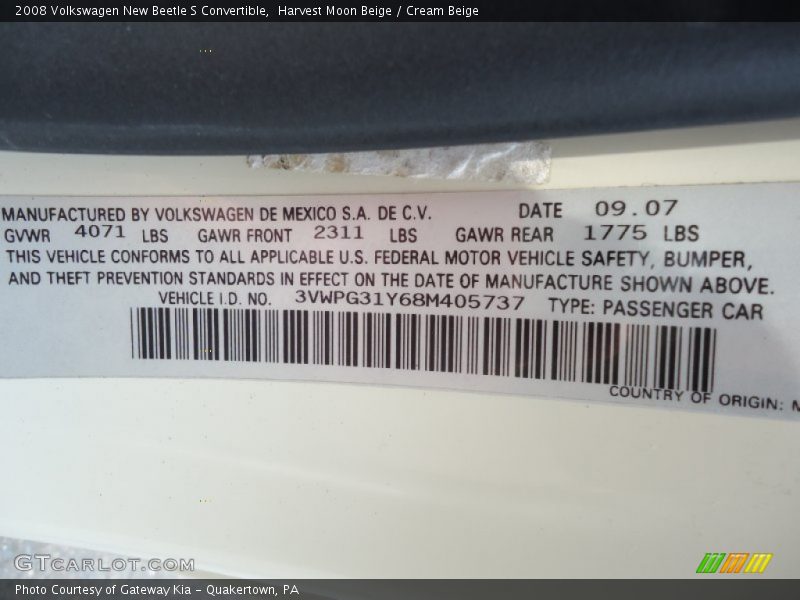 2008 Volkswagen New Beetle S Convertible,  Harvest Moon Beige / Cream Beige
MANUFACTURED BY VOLKSWAGEN DE MEXICO S.A. DE C.V. DATE 09.07
GVWR 4071 LBS GAWR FRONT 2311 LBS GAWR REAR 1775 LBS
THIS VEHICLE CONFORMS TO ALL APPLICABLE U.S. FEDERAL MOTOR VEHICLE SAFETY, BUMPER,
AND THEFT PREVENTION STANDARDS IN EFFECT ON THE DATE OF MANUFACTURE SHOWN ABOVE.
VEHICLE I.D. NO. 3VWPG31Y68M405737 TYPE: PASSENGER CAR
COUNTRY OF ORIGIN: M
GTCARLOT.COM
Photo Courtesy of Gateway Kia - Quakertown, PA